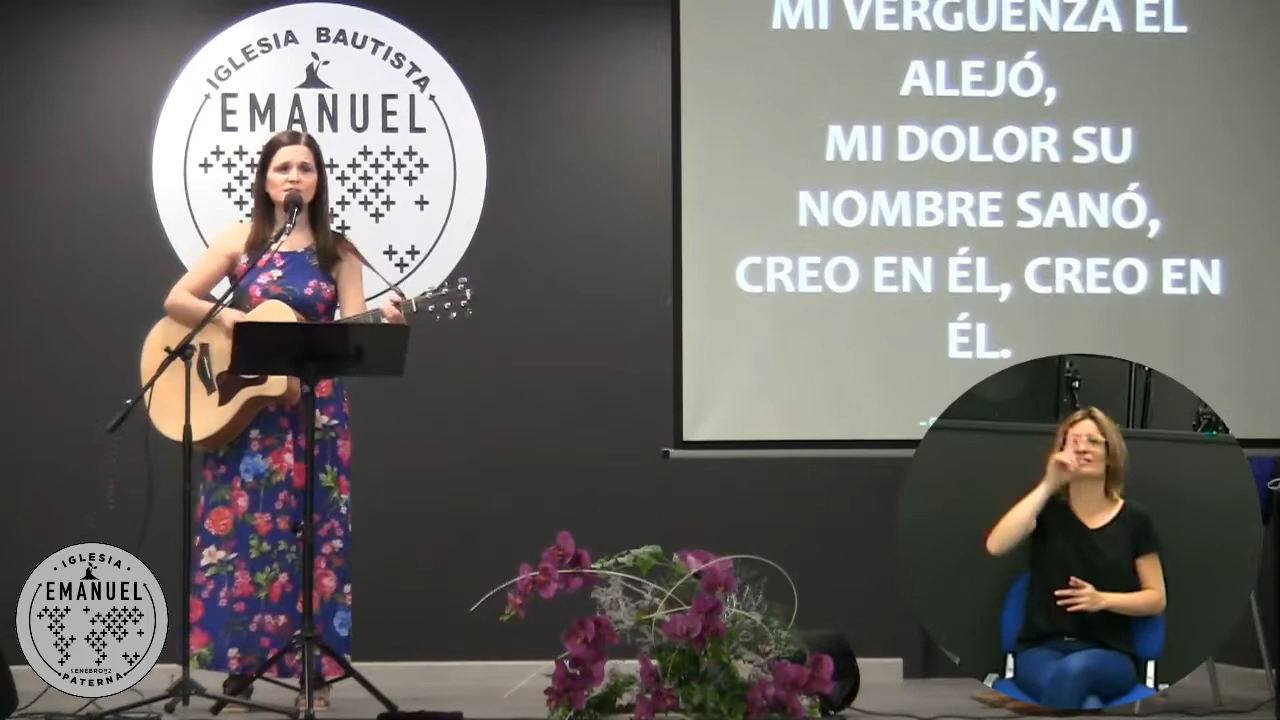 IGLESIA BAUTISTA
EMANUEL
MI VERGÜENZA ÉL
ALEJÓ,
MI DOLOR SU
NOMBRE SANÓ,
CREO EN ÉL, CREO EN
ÉL.
IGLESIA
EMANUEL
PATERNA